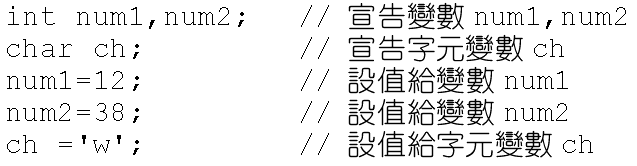 int num1,num2; // 宣告變數 num1,num2
char ch; // 宣告字元變數 ch
num1=12; // 設值給變數 num1
num2=38; // 設值給變數 num2
ch ='w'; // 設值給字元變數 ch